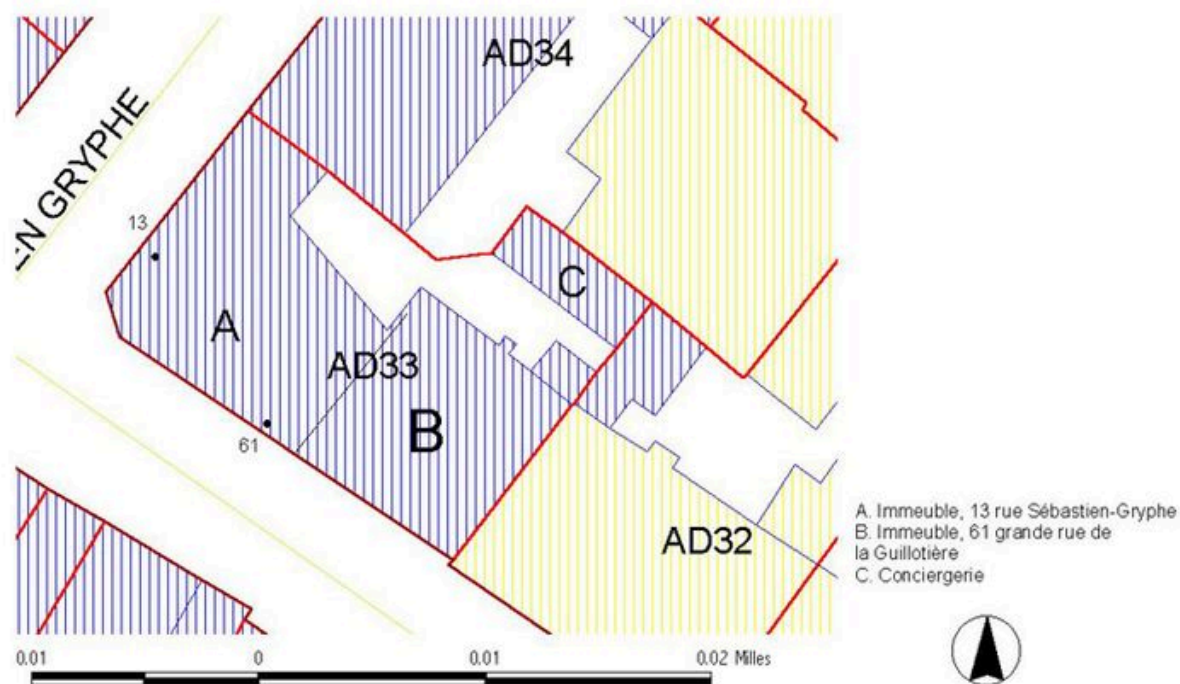 AD34
EN GRYPHE
13
C
A
AD33
B
61
AD32
A. Immeuble, 13 rue Sébastien-Gryphe
B. Immeuble, 61 grande rue de
la Guillotière
C. Conciergerie
0.01 0 0.01 0.02 Milles